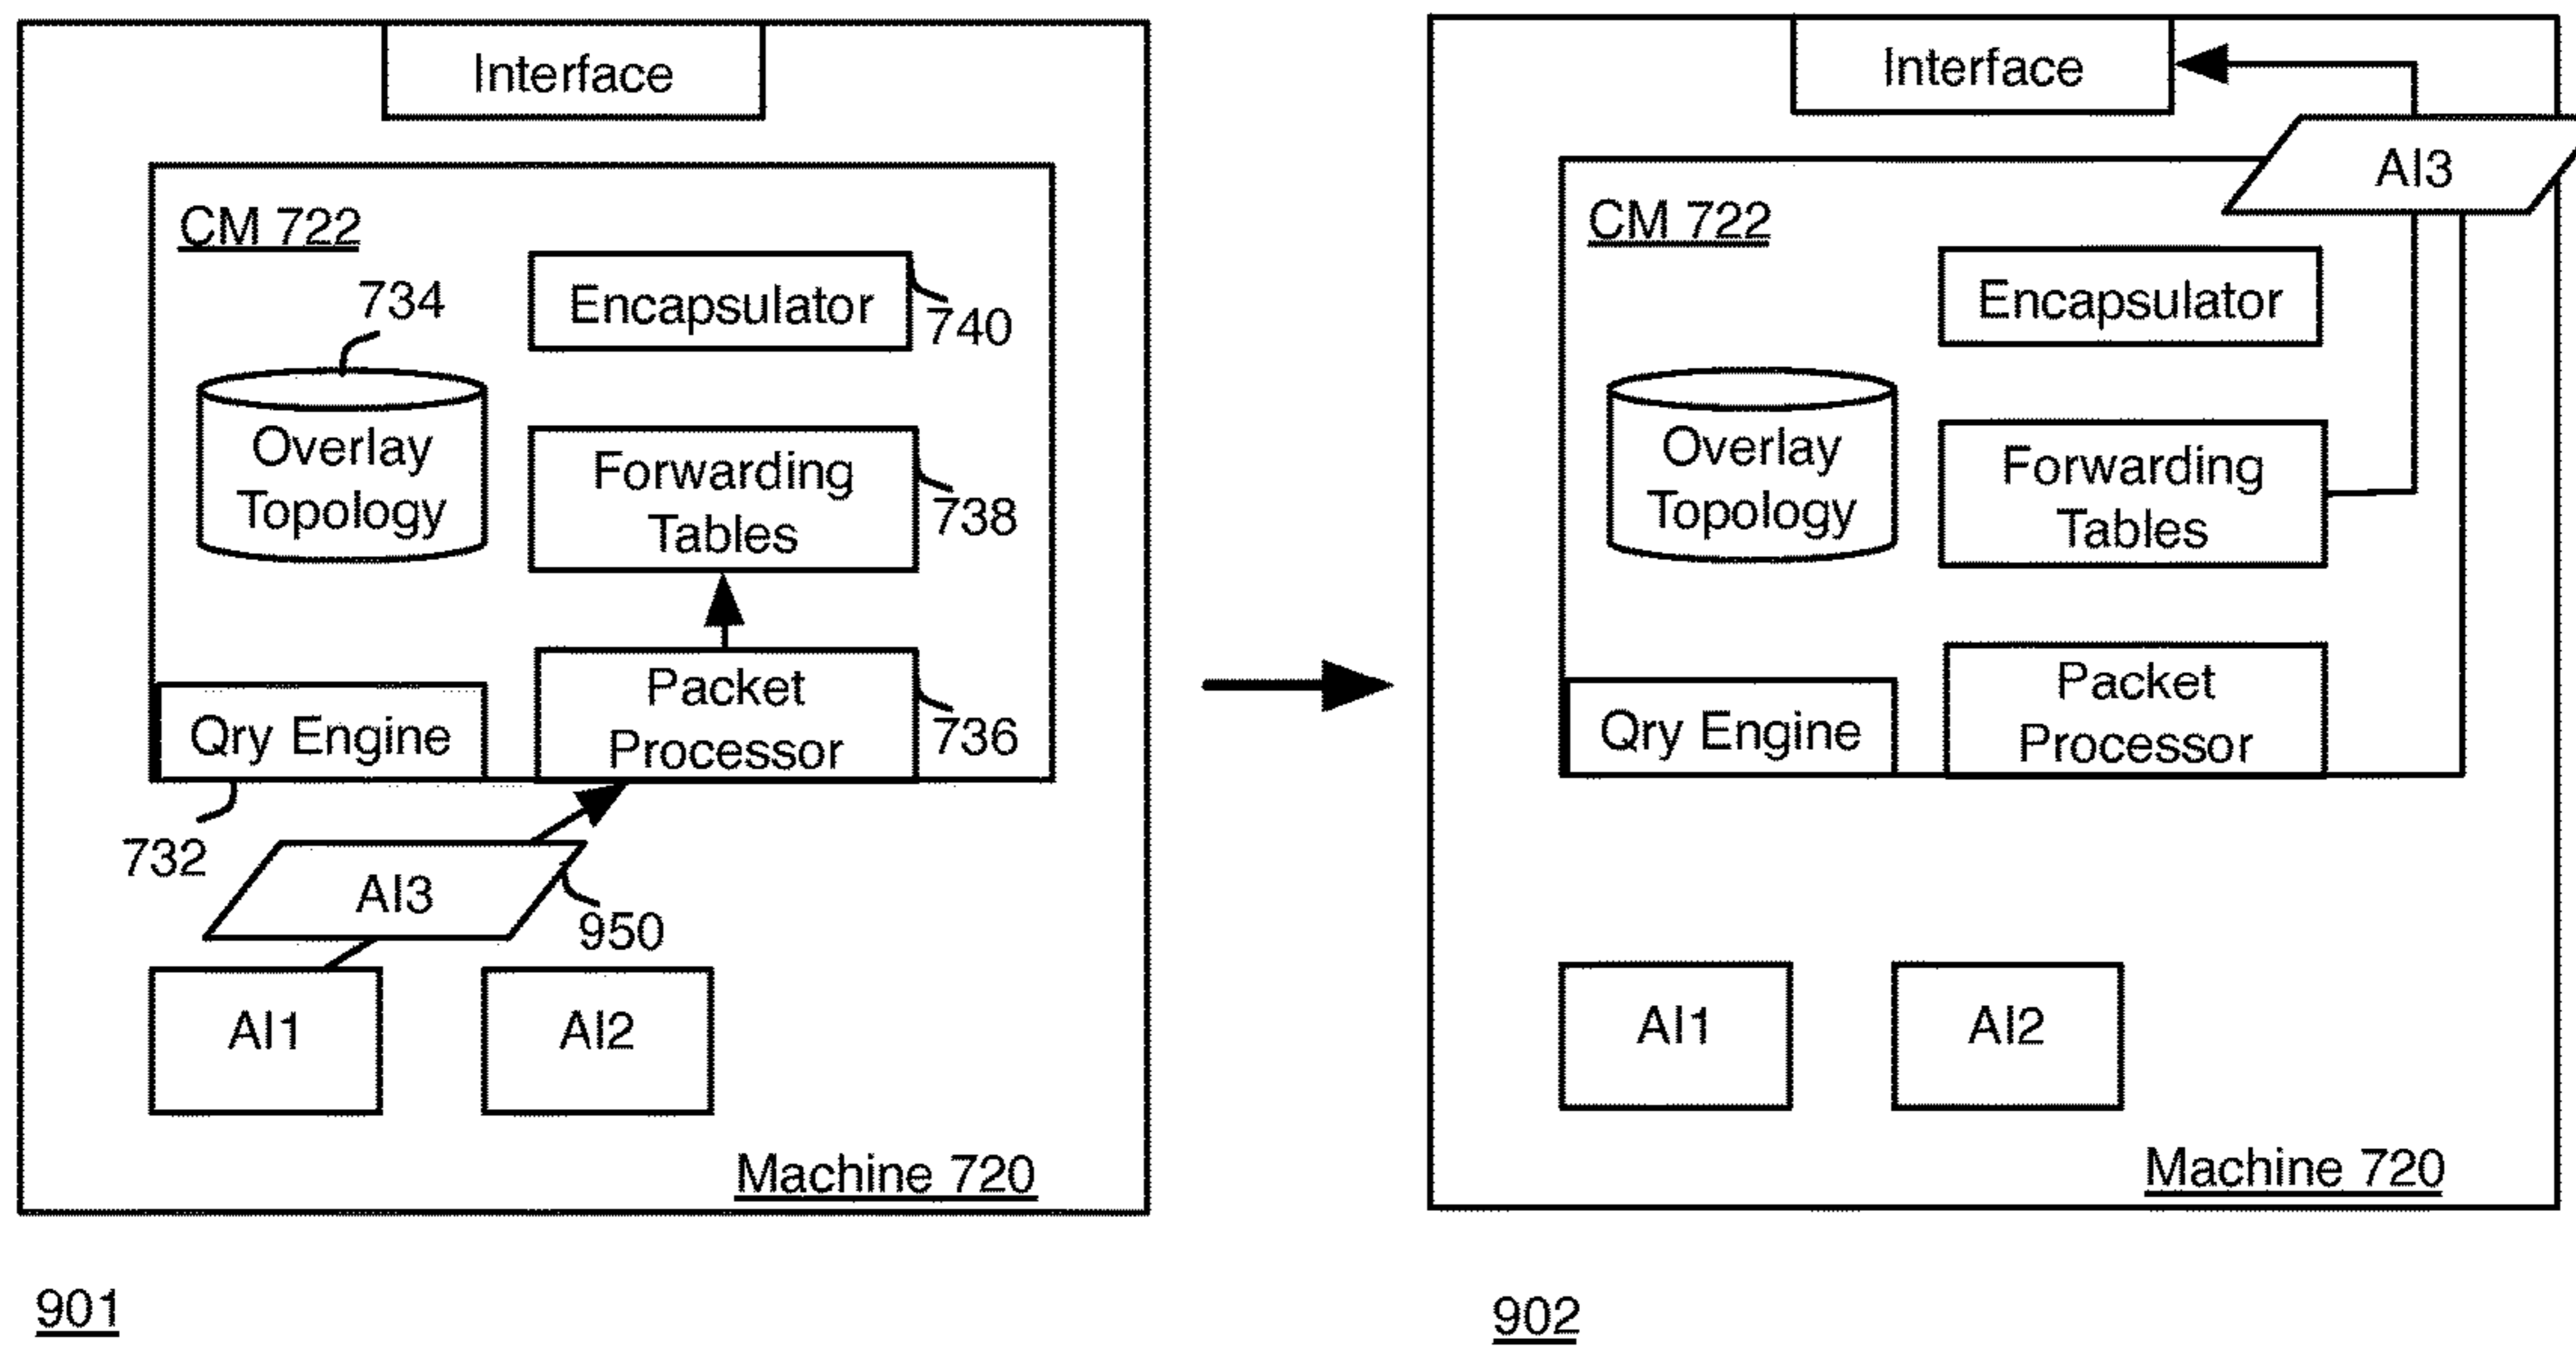 Interface
CM 722
734
Encapsulator
740
Overlay
Topology
Forwarding
Tables
738
Qry Engine
Packet
Processor
736
732
AI3
950
AI1
AI2
Machine 720
901
Interface
AI3
CM 722
Encapsulator
Overlay
Topology
Forwarding
Tables
Qry Engine
Packet
Processor
AI1
AI2
Machine 720
902